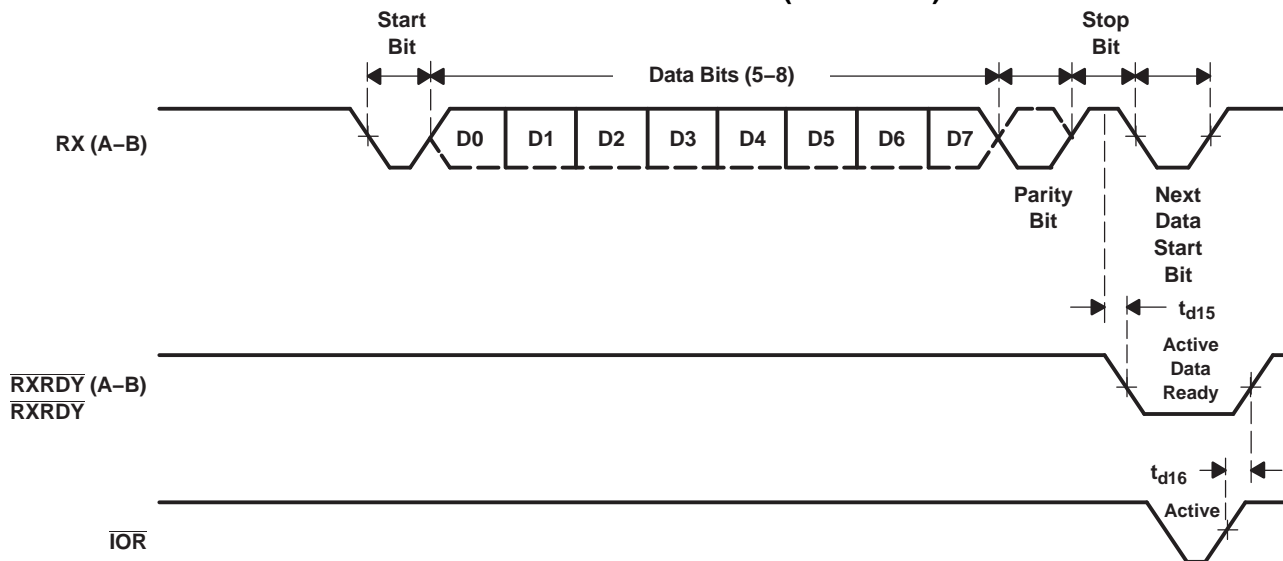 Start
Bit
Stop
Bit
Data Bits (5–8)
RX (A–B)
D0 D1 D2 D3 D4 D5 D6 D7
Parity
Bit
Next
Data
Start
Bit
td15
RXRDY (A–B)
RXRDY
Active
Data
Ready
td16
IOR
Active